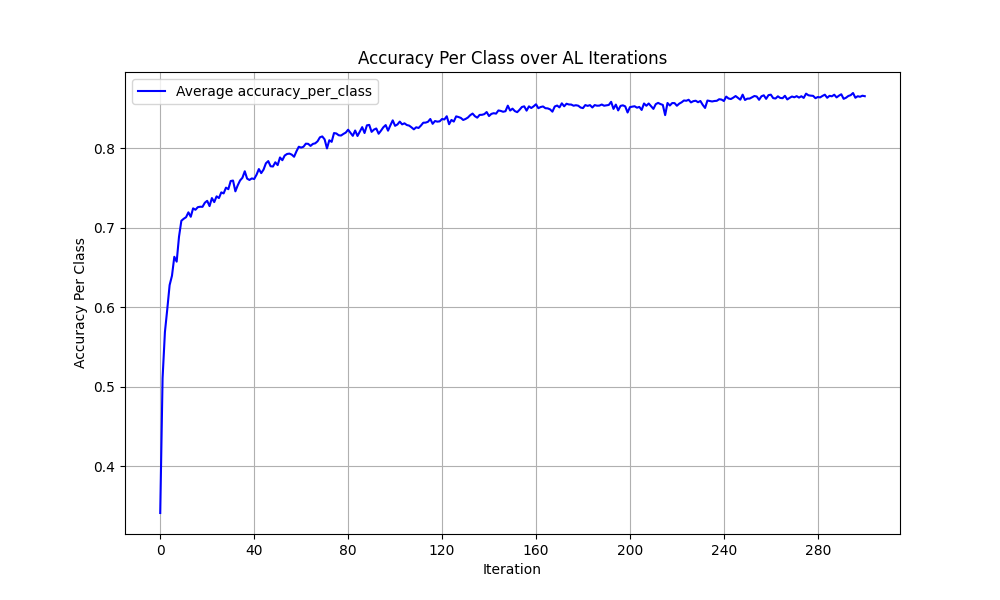 Accuracy Per Class over AL Iterations
Average accuracy_per_class
Accuracy Per Class
0.8
0.7
0.6
0.5
0.4
0 40 80 120 160 200 240 280
Iteration